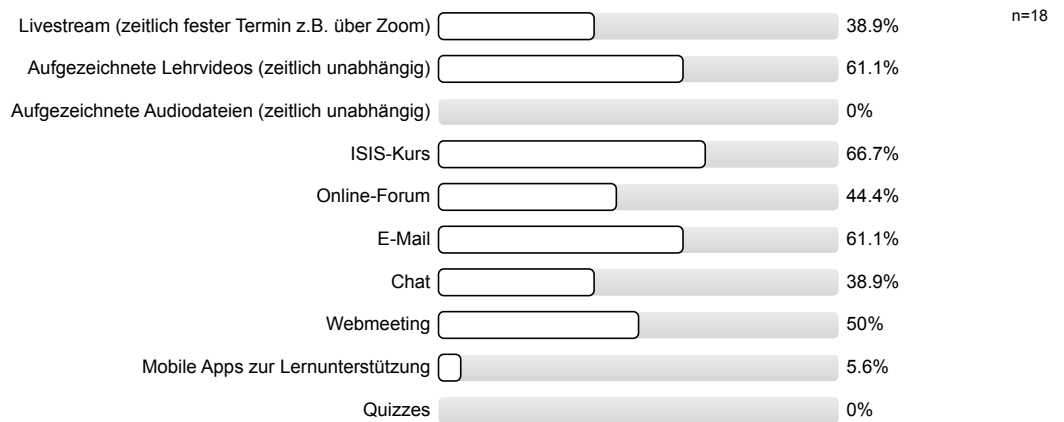 Livestream (zeitlich fester Termin z.B. über Zoom) 38.9% n=18
Aufgezeichnete Lehrvideos (zeitlich unabhängig) 61.1%
Aufgezeichnete Audiodateien (zeitlich unabhängig) 0%
ISIS-Kurs 66.7%
Online-Forum 44.4%
E-Mail 61.1%
Chat 38.9%
Webmeeting 50%
Mobile Apps zur Lernunterstützung 5.6%
Quizzes 0%